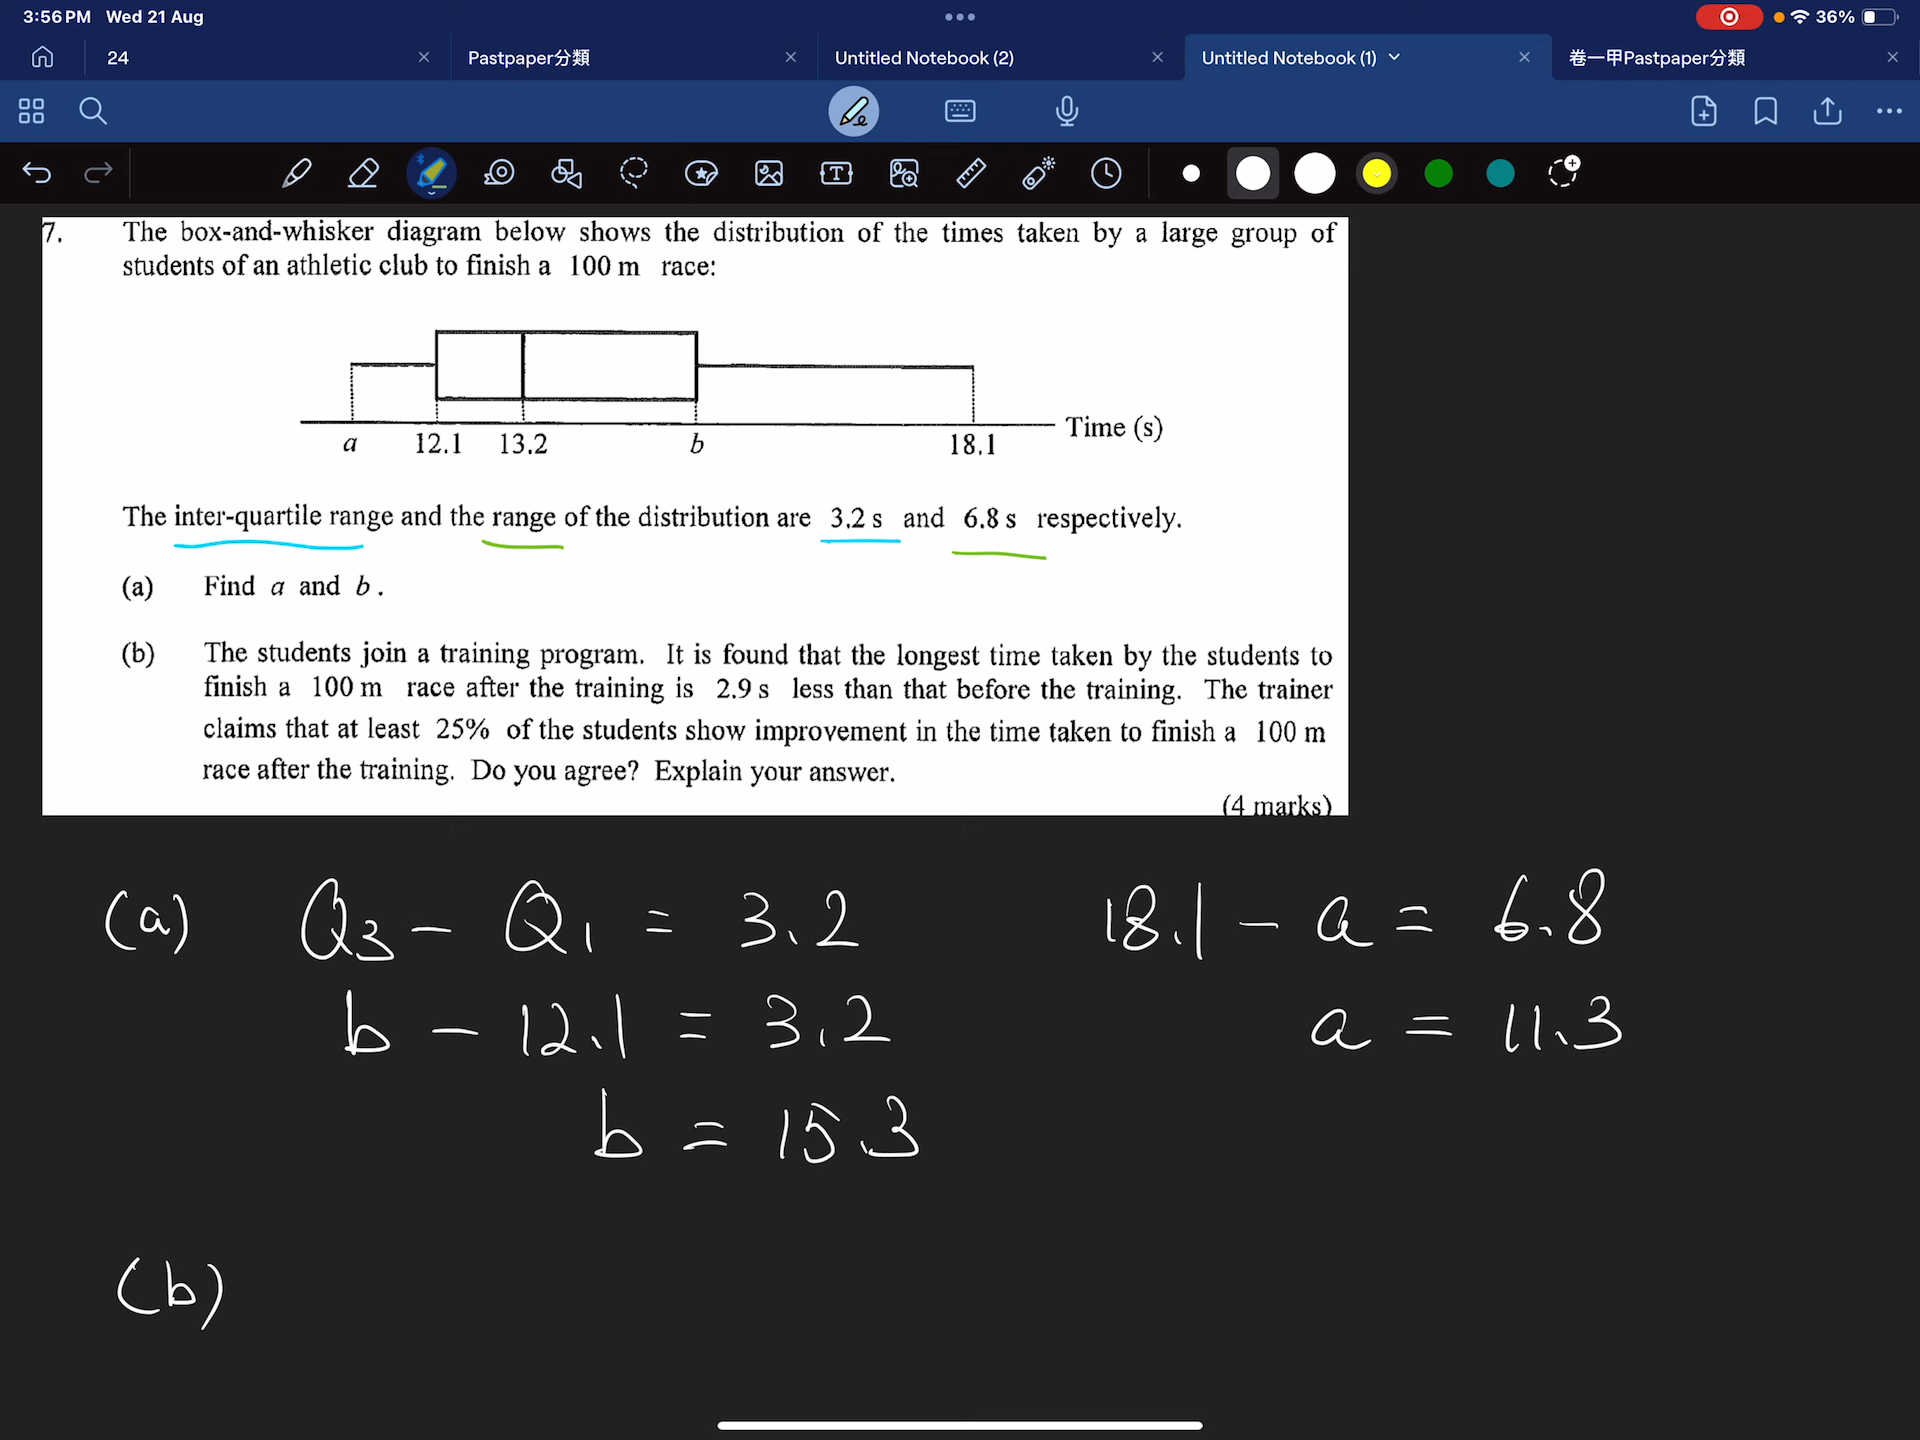 3:56 PM Wed 21 Aug
36%
24
Pastpaper分類
Untitled Notebook (2)
Untitled Notebook (1)
卷一甲Pastpaper分類
7. The box-and-whisker diagram below shows the distribution of the times taken by a large group of
students of an athletic club to finish a 100 m race:
Time (s)
a 12.1 13.2 b 18.1
The inter-quartile range and the range of the distribution are 3.2 s and 6.8 s respectively.
(a) Find a and b.
(b) The students join a training program. It is found that the longest time taken by the students to
finish a 100 m race after the training is 2.9 s less than that before the training. The trainer
claims that at least 25% of the students show improvement in the time taken to finish a 100 m
race after the training. Do you agree? Explain your answer.
(4 marks)
(a) Q3 - Q1 = 3.2 18.1 - a = 6.8
b - 12.1 = 3.2 a = 11.3
b = 15.3
(b)